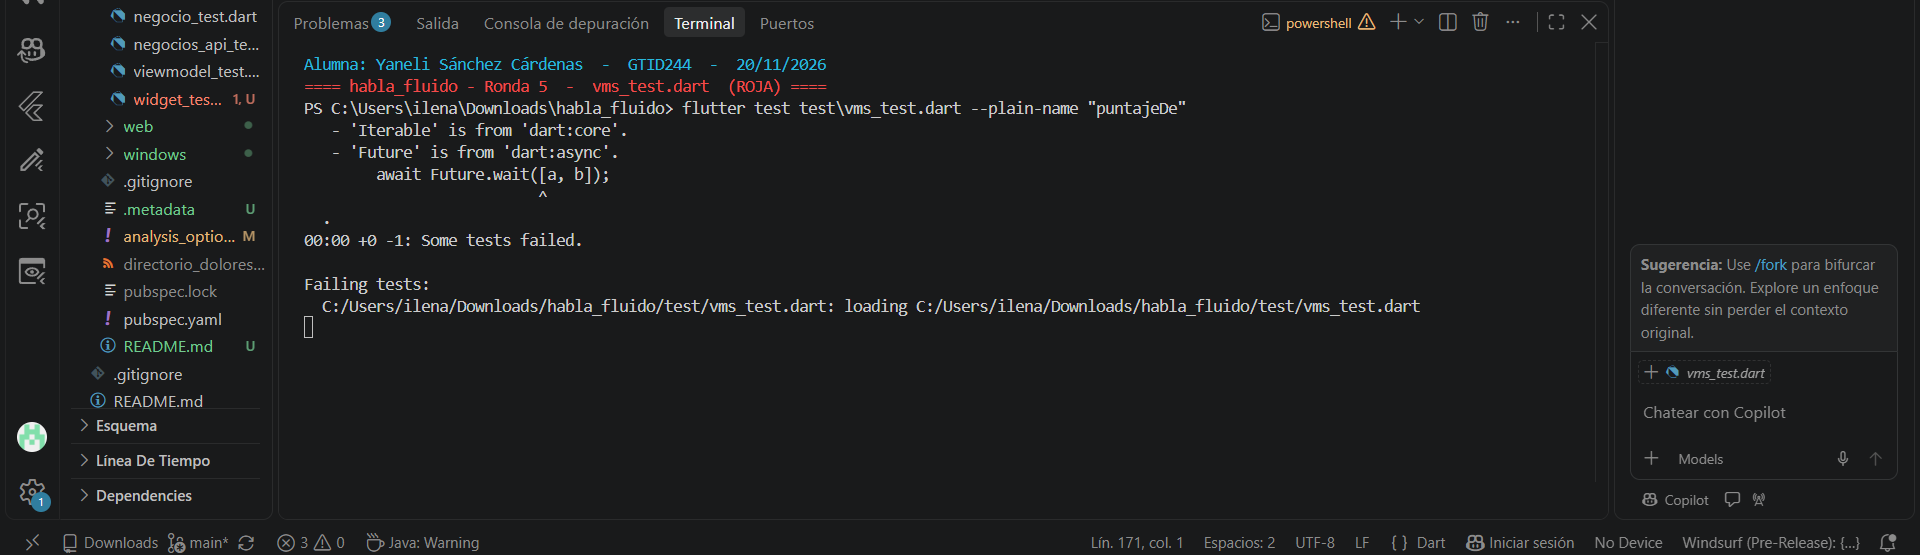 negocio_test.dart
negocios_api_te...
viewmodel_test....
widget_tes... 1, U
web
windows
.gitignore
.metadata U
analysis_optio... M
directorio_dolores...
pubspec.lock
pubspec.yaml
README.md U
.gitignore
README.md
Esquema
Línea De Tiempo
Dependencies
1
Problemas 3 Salida Consola de depuración Terminal Puertos
powershell
Alumna: Yaneli Sánchez Cárdenas - GTID244 - 20/11/2026
==== habla_fluido - Ronda 5 - vms_test.dart (ROJA) ====
PS C:\Users\ilena\Downloads\habla_fluido> flutter test test\vms_test.dart --plain-name "puntajeDe"
- 'Iterable' is from 'dart:core'.
- 'Future' is from 'dart:async'.
await Future.wait([a, b]);
^
.
00:00 +0 -1: Some tests failed.
Failing tests:
C:/Users/ilena/Downloads/habla_fluido/test/vms_test.dart: loading C:/Users/ilena/Downloads/habla_fluido/test/vms_test.dart
Sugerencia: Use /fork para bifurcar
la conversación. Explore un enfoque
diferente sin perder el contexto
original.
vms_test.dart
Chatear con Copilot
Models
Copilot
Downloads main* 3 0 Java: Warning Lín. 171, col. 1 Espacios: 2 UTF-8 LF { } Dart Iniciar sesión No Device Windsurf (Pre-Release): {...}